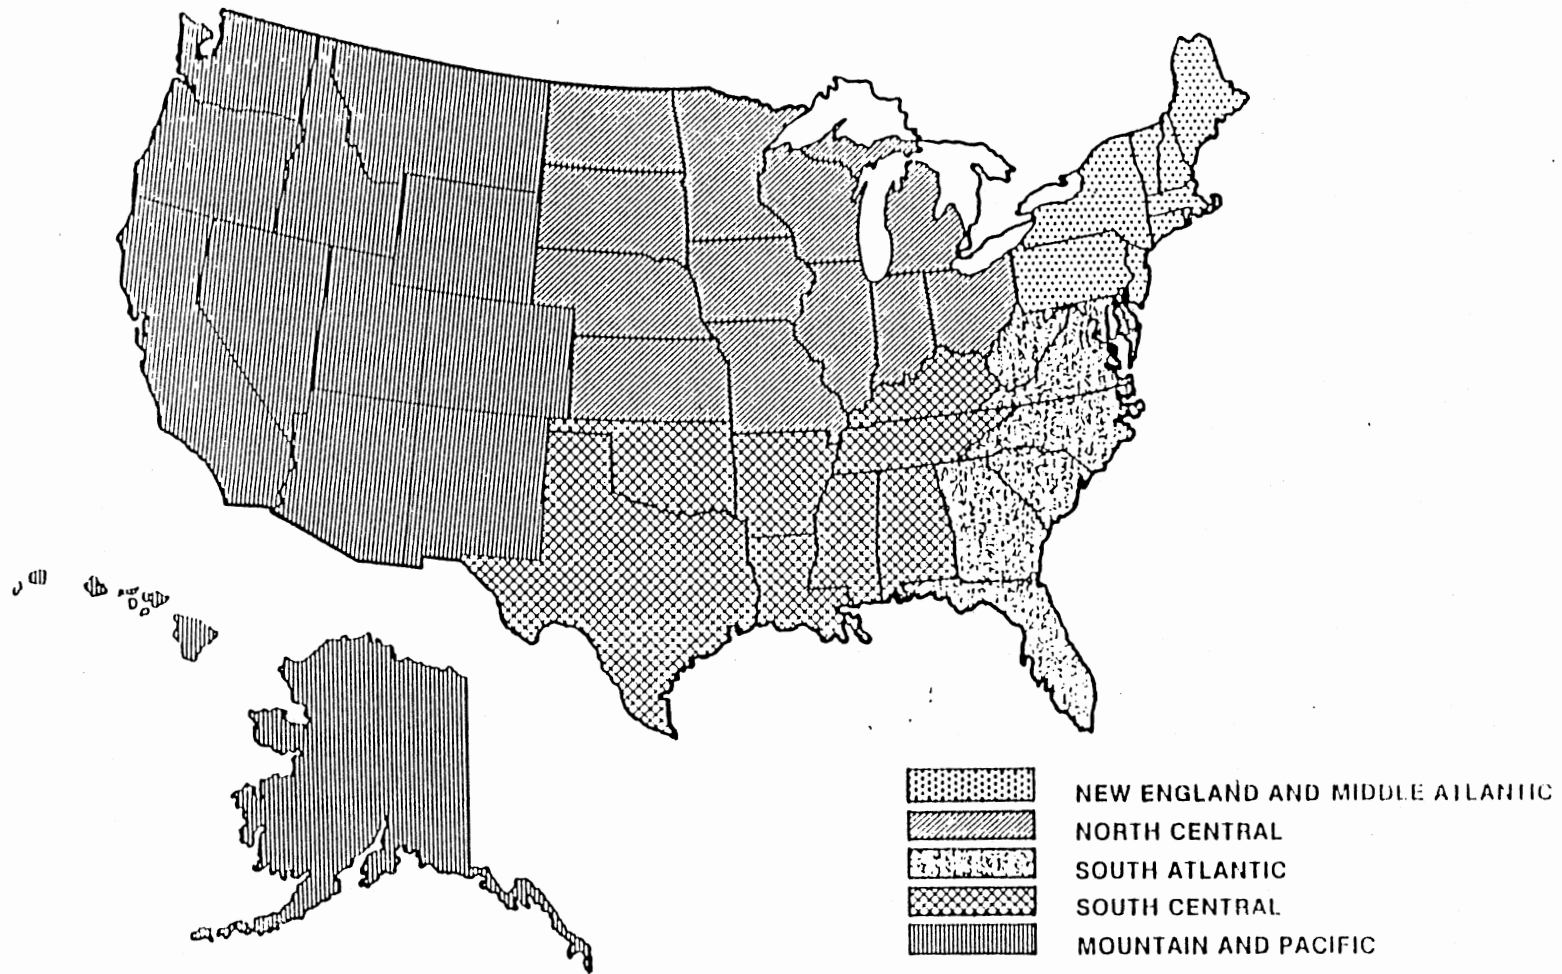 NEW ENGLAND AND MIDDLE ATLANTIC
NORTH CENTRAL
SOUTH ATLANTIC
SOUTH CENTRAL
MOUNTAIN AND PACIFIC